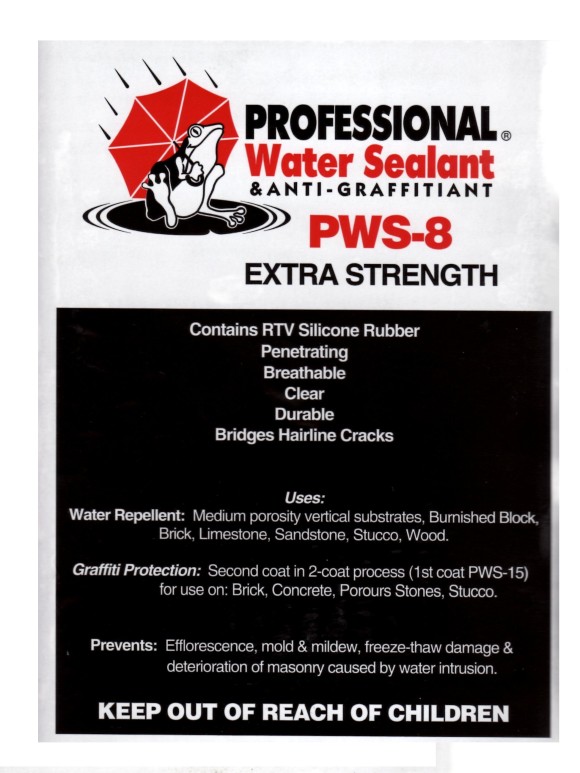 PROFESSIONAL®
Water Sealant
& ANTI-GRAFFITIANT
PWS-8
EXTRA STRENGTH
Contains RTV Silicone Rubber
Penetrating
Breathable
Clear
Durable
Bridges Hairline Cracks
Uses:
Water Repellent: Medium porosity vertical substrates, Burnished Block,
Brick, Limestone, Sandstone, Stucco, Wood.
Graffiti Protection: Second coat in 2-coat process (1st coat PWS-15)
for use on: Brick, Concrete, Porours Stones, Stucco.
Prevents: Efflorescence, mold & mildew, freeze-thaw damage &
deterioration of masonry caused by water intrusion.
KEEP OUT OF REACH OF CHILDREN